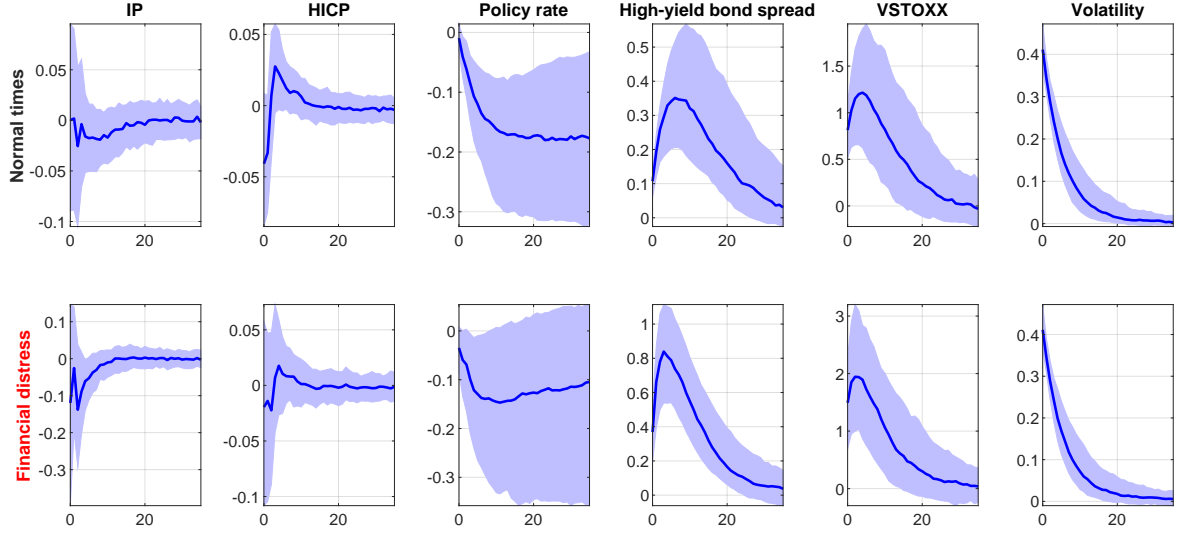 IP HICP Policy rate High-yield bond spread VSTOXX Volatility
Normal times
0.05 0 -0.05 -0.1 0 20
0.05 0 -0.05 0 20
0 -0.1 -0.2 -0.3 0 20
0.5 0.4 0.3 0.2 0.1 0 0 20
1.5 1 0.5 0 0 20
0.4 0.3 0.2 0.1 0 0 20
Financial distress
0.1 0 -0.1 -0.2 -0.3 0 20
0.05 0 -0.05 -0.1 0 20
0 -0.1 -0.2 -0.3 0 20
1 0.8 0.6 0.4 0.2 0 0 20
3 2 1 0 0 20
0.4 0.3 0.2 0.1 0 0 20